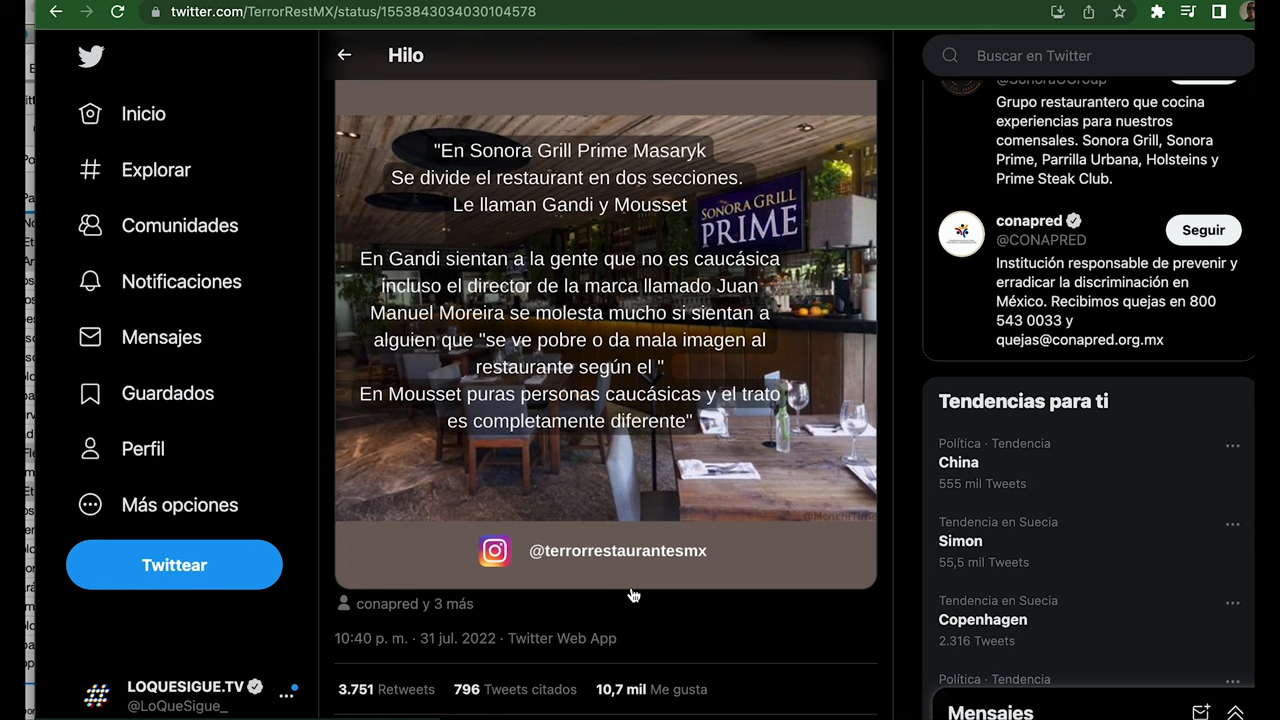 twitter.com/TerrorRestMX/status/1553843034030104578
Inicio
Explorar
Comunidades
Notificaciones
Mensajes
Guardados
Perfil
Más opciones
Twittear
LOQUESIGUE.TV
@LoQueSigue_
Hilo
"En Sonora Grill Prime Masaryk
Se divide el restaurant en dos secciones.
Le llaman Gandi y Mousset
SONORA GRILL
PRIME
En Gandi sientan a la gente que no es caucásica
incluso el director de la marca llamado Juan
Manuel Moreira se molesta mucho si sientan a
alguien que "se ve pobre o da mala imagen al
restaurante según el "
En Mousset puras personas caucásicas y el trato
es completamente diferente"
@terrorrestaurantesmx
conapred y 3 más
10:40 p. m. · 31 jul. 2022 · Twitter Web App
3.751 Retweets 796 Tweets citados 10,7 mil Me gusta
Buscar en Twitter
Grupo restaurantero que cocina
experiencias para nuestros
comensales. Sonora Grill, Sonora
Prime, Parrilla Urbana, Holsteins y
Prime Steak Club.
conapred
@CONAPRED
Seguir
Institución responsable de prevenir y
erradicar la discriminación en
México. Recibimos quejas en 800
543 0033 y
quejas@conapred.org.mx
Tendencias para ti
Política · Tendencia
China
555 mil Tweets
Tendencia en Suecia
Simon
55,5 mil Tweets
Tendencia en Suecia
Copenhagen
2.316 Tweets
Política · Tendencia
Mensajes